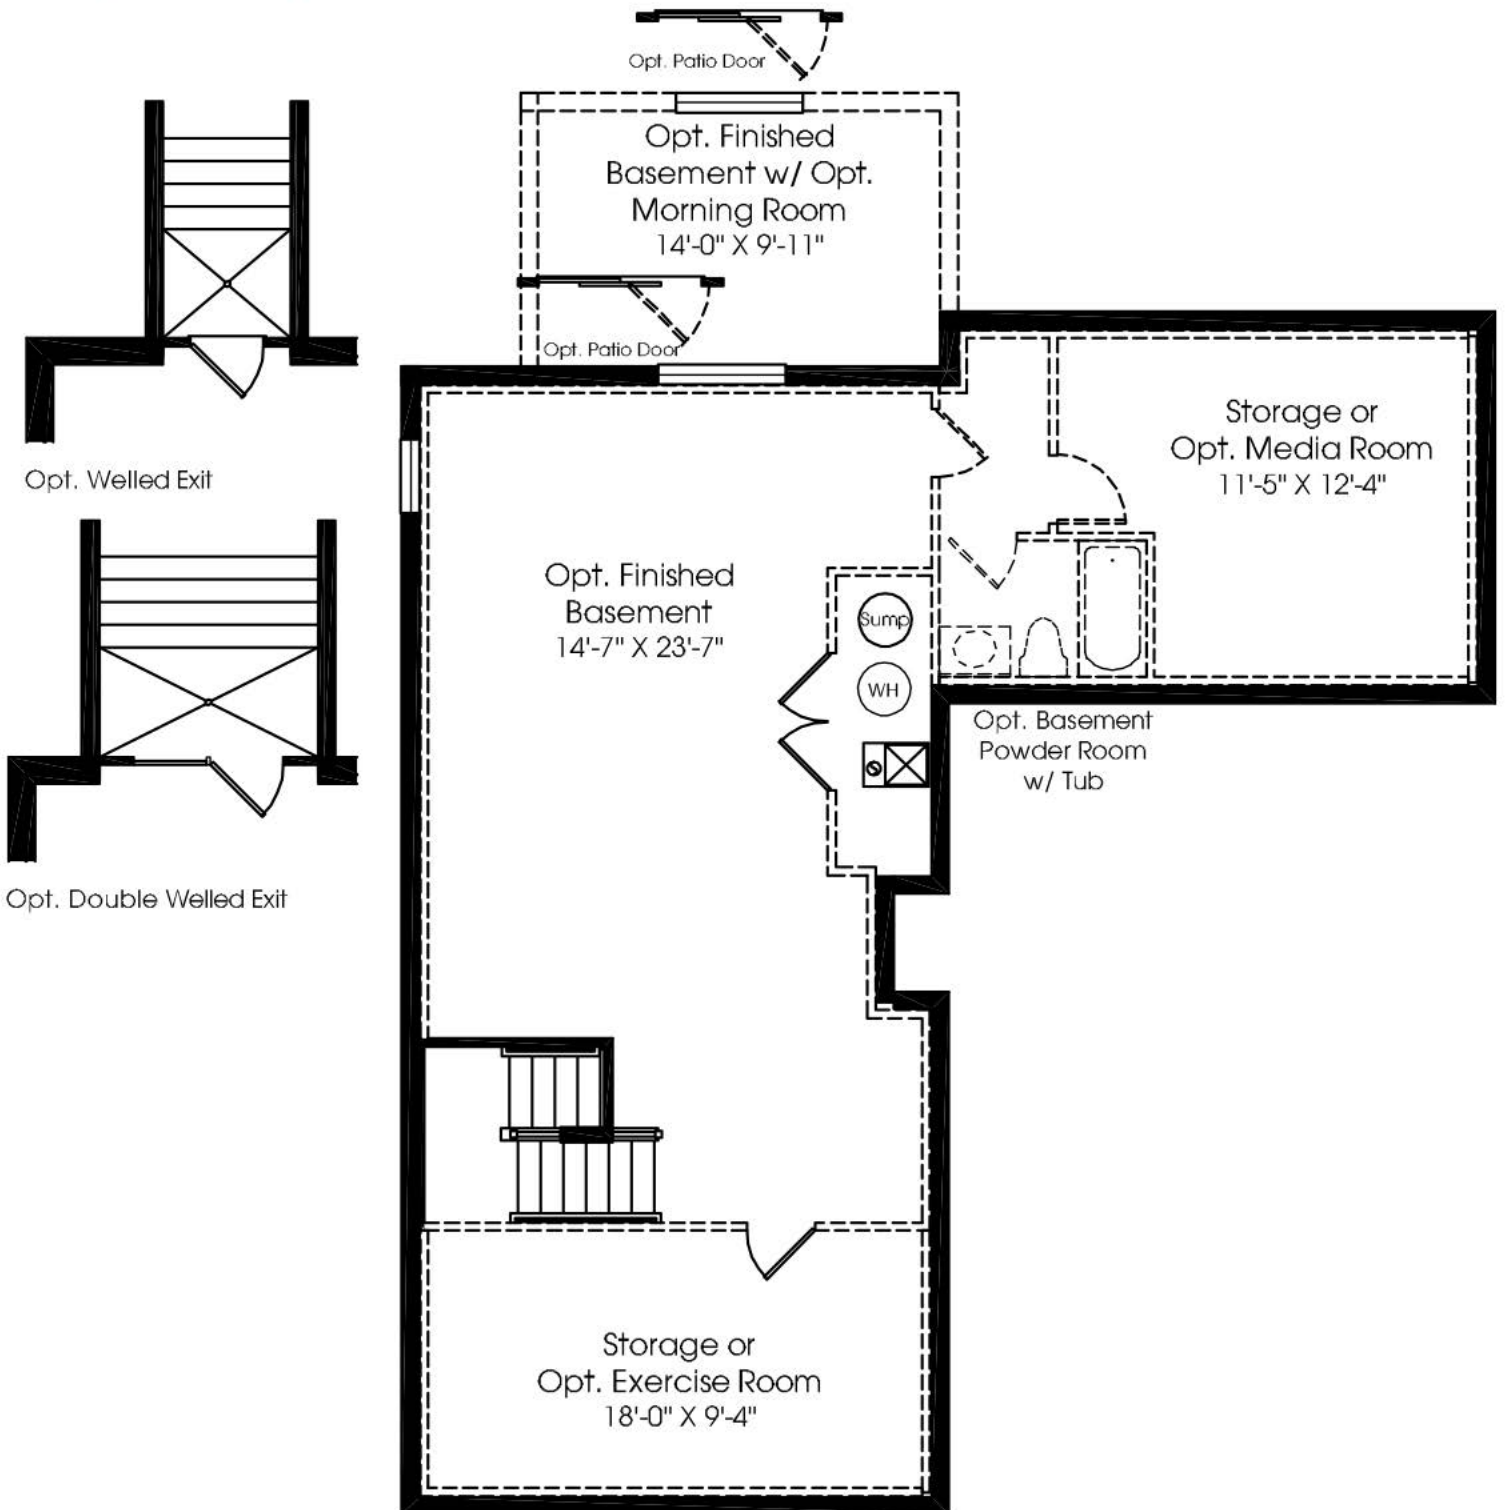 Opt. Patio Door
Opt. Finished
Basement w/ Opt.
Morning Room
14'-0" X 9'-11"
Opt. Patio Door
Opt. Welled Exit
Storage or
Opt. Media Room
11'-5" X 12'-4"
Opt. Finished
Basement
14'-7" X 23'-7"
Sump
WH
Opt. Basement
Powder Room
w/ Tub
Opt. Double Welled Exit
Storage or
Opt. Exercise Room
18'-0" X 9'-4"